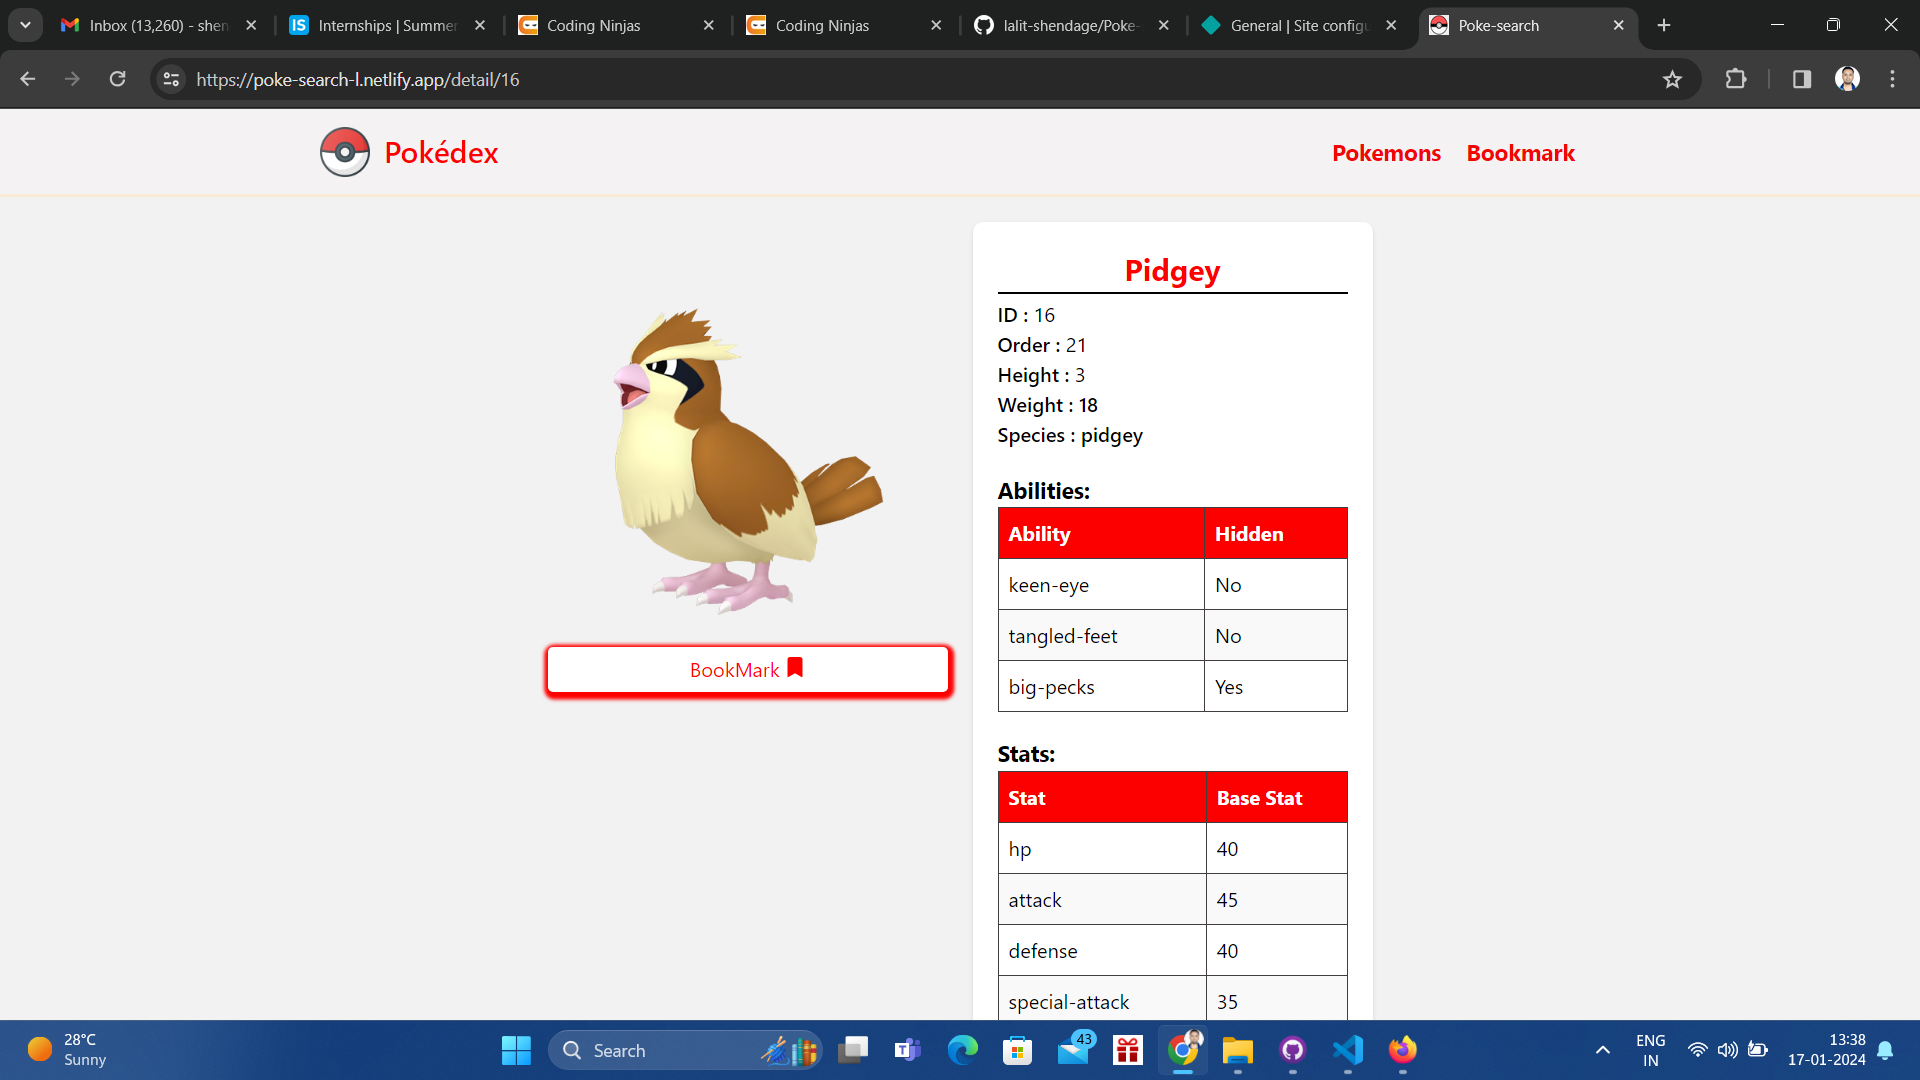 Inbox (13,260) - shen
Internships | Summer
Coding Ninjas
Coding Ninjas
lalit-shendage/Poke-
General | Site configu
Poke-search
https://poke-search-l.netlify.app/detail/16
Pokédex
Pokemons Bookmark
Pidgey
ID : 16
Order : 21
Height : 3
Weight : 18
Species : pidgey
BookMark
Abilities:
Ability Hidden
keen-eye No
tangled-feet No
big-pecks Yes
Stats:
Stat Base Stat
hp 40
attack 45
defense 40
special-attack 35
28°C
Sunny
Search
43
ENG
IN
13:38
17-01-2024